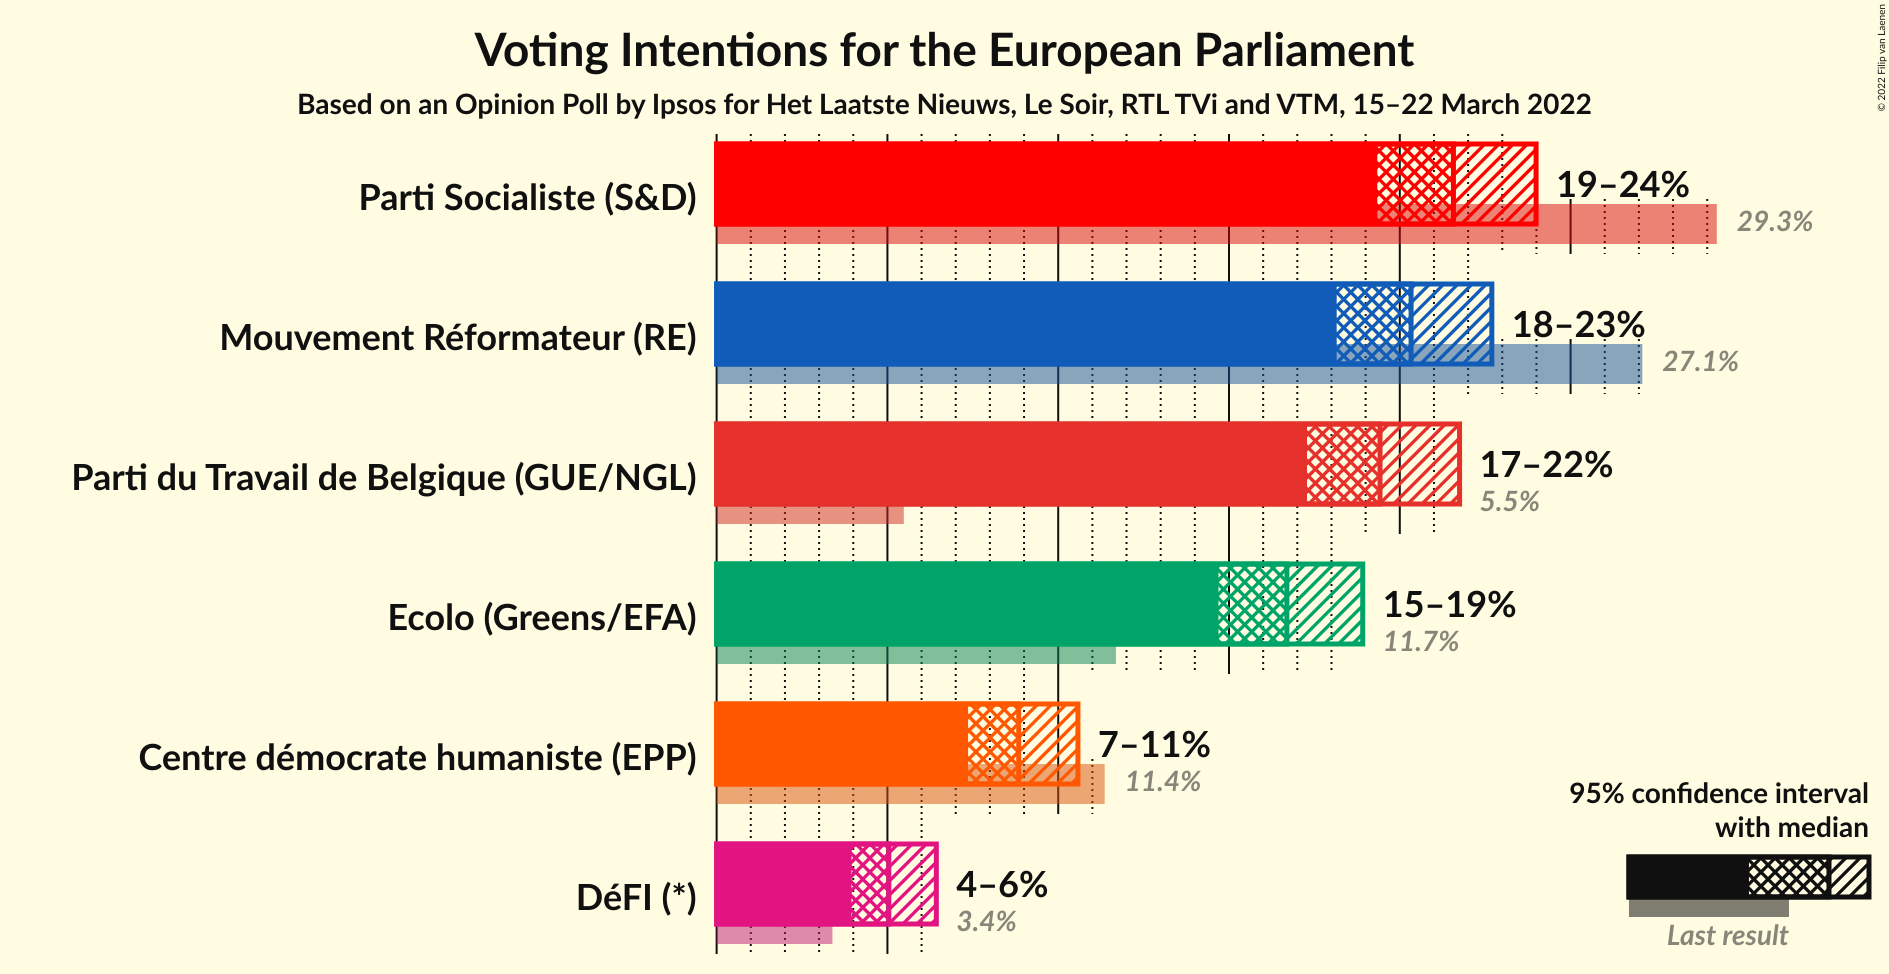 Voting Intentions for the European Parliament
Based on an Opinion Poll by Ipsos for Het Laatste Nieuws, Le Soir, RTL TVi and VTM, 15–22 March 2022
© 2022 Filip van Laenen
Parti Socialiste (S&D)
19–24%
29.3%
Mouvement Réformateur (RE)
18–23%
27.1%
Parti du Travail de Belgique (GUE/NGL)
17–22%
5.5%
Ecolo (Greens/EFA)
15–19%
11.7%
Centre démocrate humaniste (EPP)
7–11%
11.4%
DéFI (*)
4–6%
3.4%
95% confidence interval
with median
Last result